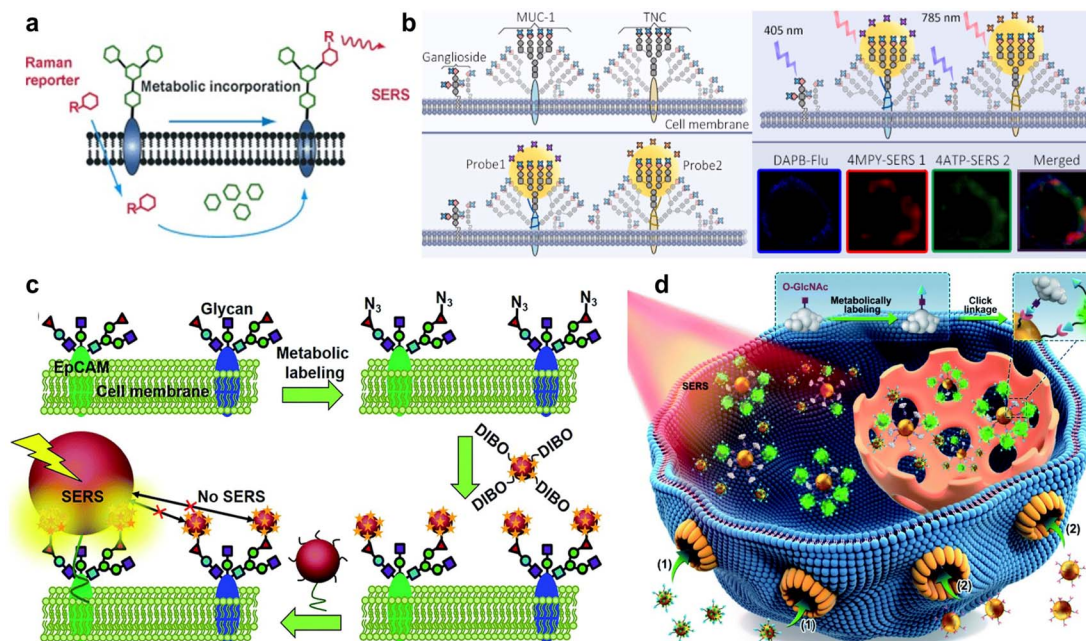 a
Raman
reporter
R
R
R
Metabolic incorporation
SERS
b
MUC-1
TNC
Ganglioside
Cell membrane
405 nm
785 nm
Probe1
Probe2
DAPB-Flu
4MPY-SERS 1
4ATP-SERS 2
Merged
c
Glycan
EpCAM
Cell membrane
Metabolic
labeling
N3
N3
N3
N3
DIBO
DIBO
DIBO
DIBO
SERS
No SERS
d
O-GlcNAc
Metabolically
labeling
Click
linkage
SERS
(1)
(1)
(2)
(2)